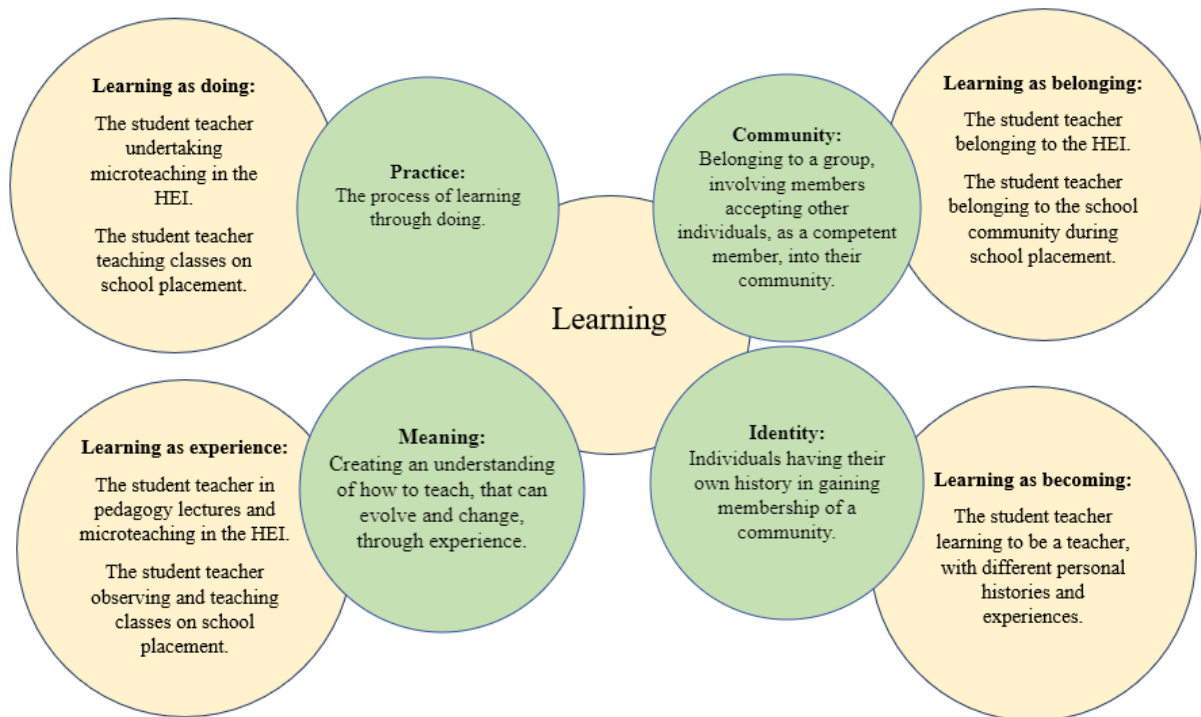 Learning as doing:
The student teacher
undertaking
microteaching in the
HEI.
The student teacher
teaching classes on
school placement.
Practice:
The process of learning
through doing.
Community:
Belonging to a group,
involving members
accepting other
individuals, as a competent
member, into their
community.
Learning as belonging:
The student teacher
belonging to the HEI.
The student teacher
belonging to the school
community during
school placement.
Learning
Learning as experience:
The student teacher in
pedagogy lectures and
microteaching in the HEI.
The student teacher
observing and teaching
classes on school
placement.
Meaning:
Creating an understanding
of how to teach, that can
evolve and change,
through experience.
Identity:
Individuals having their
own history in gaining
membership of a
community.
Learning as becoming:
The student teacher
learning to be a teacher,
with different personal
histories and
experiences.